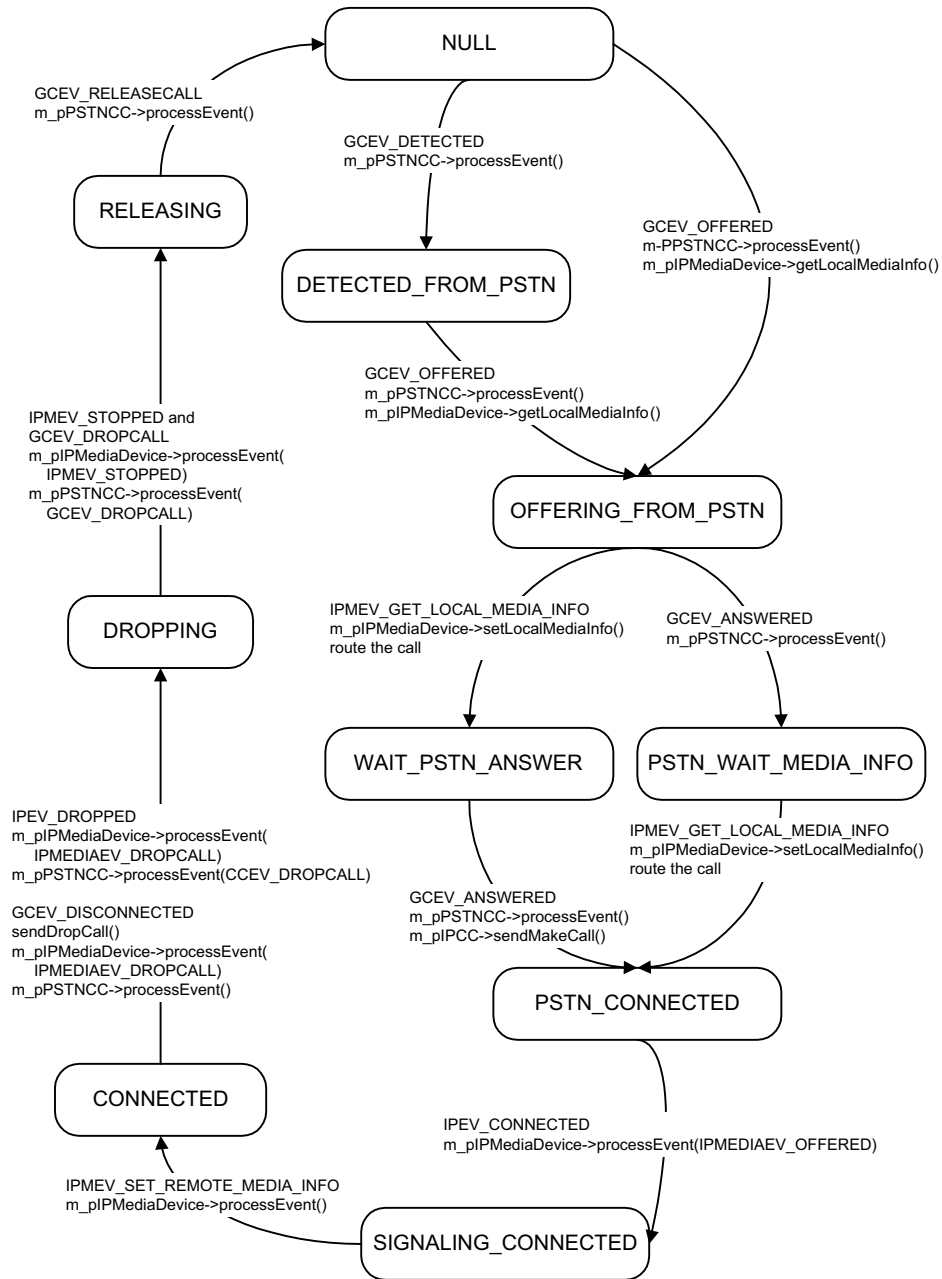 NULL
GCEV_RELEASECALL
m_pPSTNCC->processEvent()
GCEV_DETECTED
m_pPSTNCC->processEvent()
RELEASING
GCEV_OFFERED
m-PPSTNCC->processEvent()
m_pIPMediaDevice->getLocalMediaInfo()
DETECTED_FROM_PSTN
GCEV_OFFERED
m_pPSTNCC->processEvent()
m_pIPMediaDevice->getLocalMediaInfo()
IPMEV_STOPPED and
GCEV_DROPCALL
m_pIPMediaDevice->processEvent(
IPMEV_STOPPED)
m_pPSTNCC->processEvent(
GCEV_DROPCALL)
OFFERING_FROM_PSTN
IPMEV_GET_LOCAL_MEDIA_INFO
m_pIPMediaDevice->setLocalMediaInfo()
route the call
GCEV_ANSWERED
m_pPSTNCC->processEvent()
DROPPING
WAIT_PSTN_ANSWER
PSTN_WAIT_MEDIA_INFO
IPEV_DROPPED
m_pIPMediaDevice->processEvent(
IPMEDIAEV_DROPCALL)
m_pPSTNCC->processEvent(CCEV_DROPCALL)
IPMEV_GET_LOCAL_MEDIA_INFO
m_pIPMediaDevice->setLocalMediaInfo()
route the call
GCEV_ANSWERED
m_pPSTNCC->processEvent()
m_pIPCC->sendMakeCall()
GCEV_DISCONNECTED
sendDropCall()
m_pIPMediaDevice->processEvent(
IPMEDIAEV_DROPCALL)
m_pPSTNCC->processEvent()
PSTN_CONNECTED
CONNECTED
IPEV_CONNECTED
m_pIPMediaDevice->processEvent(IPMEDIAEV_OFFERED)
IPMEV_SET_REMOTE_MEDIA_INFO
m_pIPMediaDevice->processEvent()
SIGNALING_CONNECTED